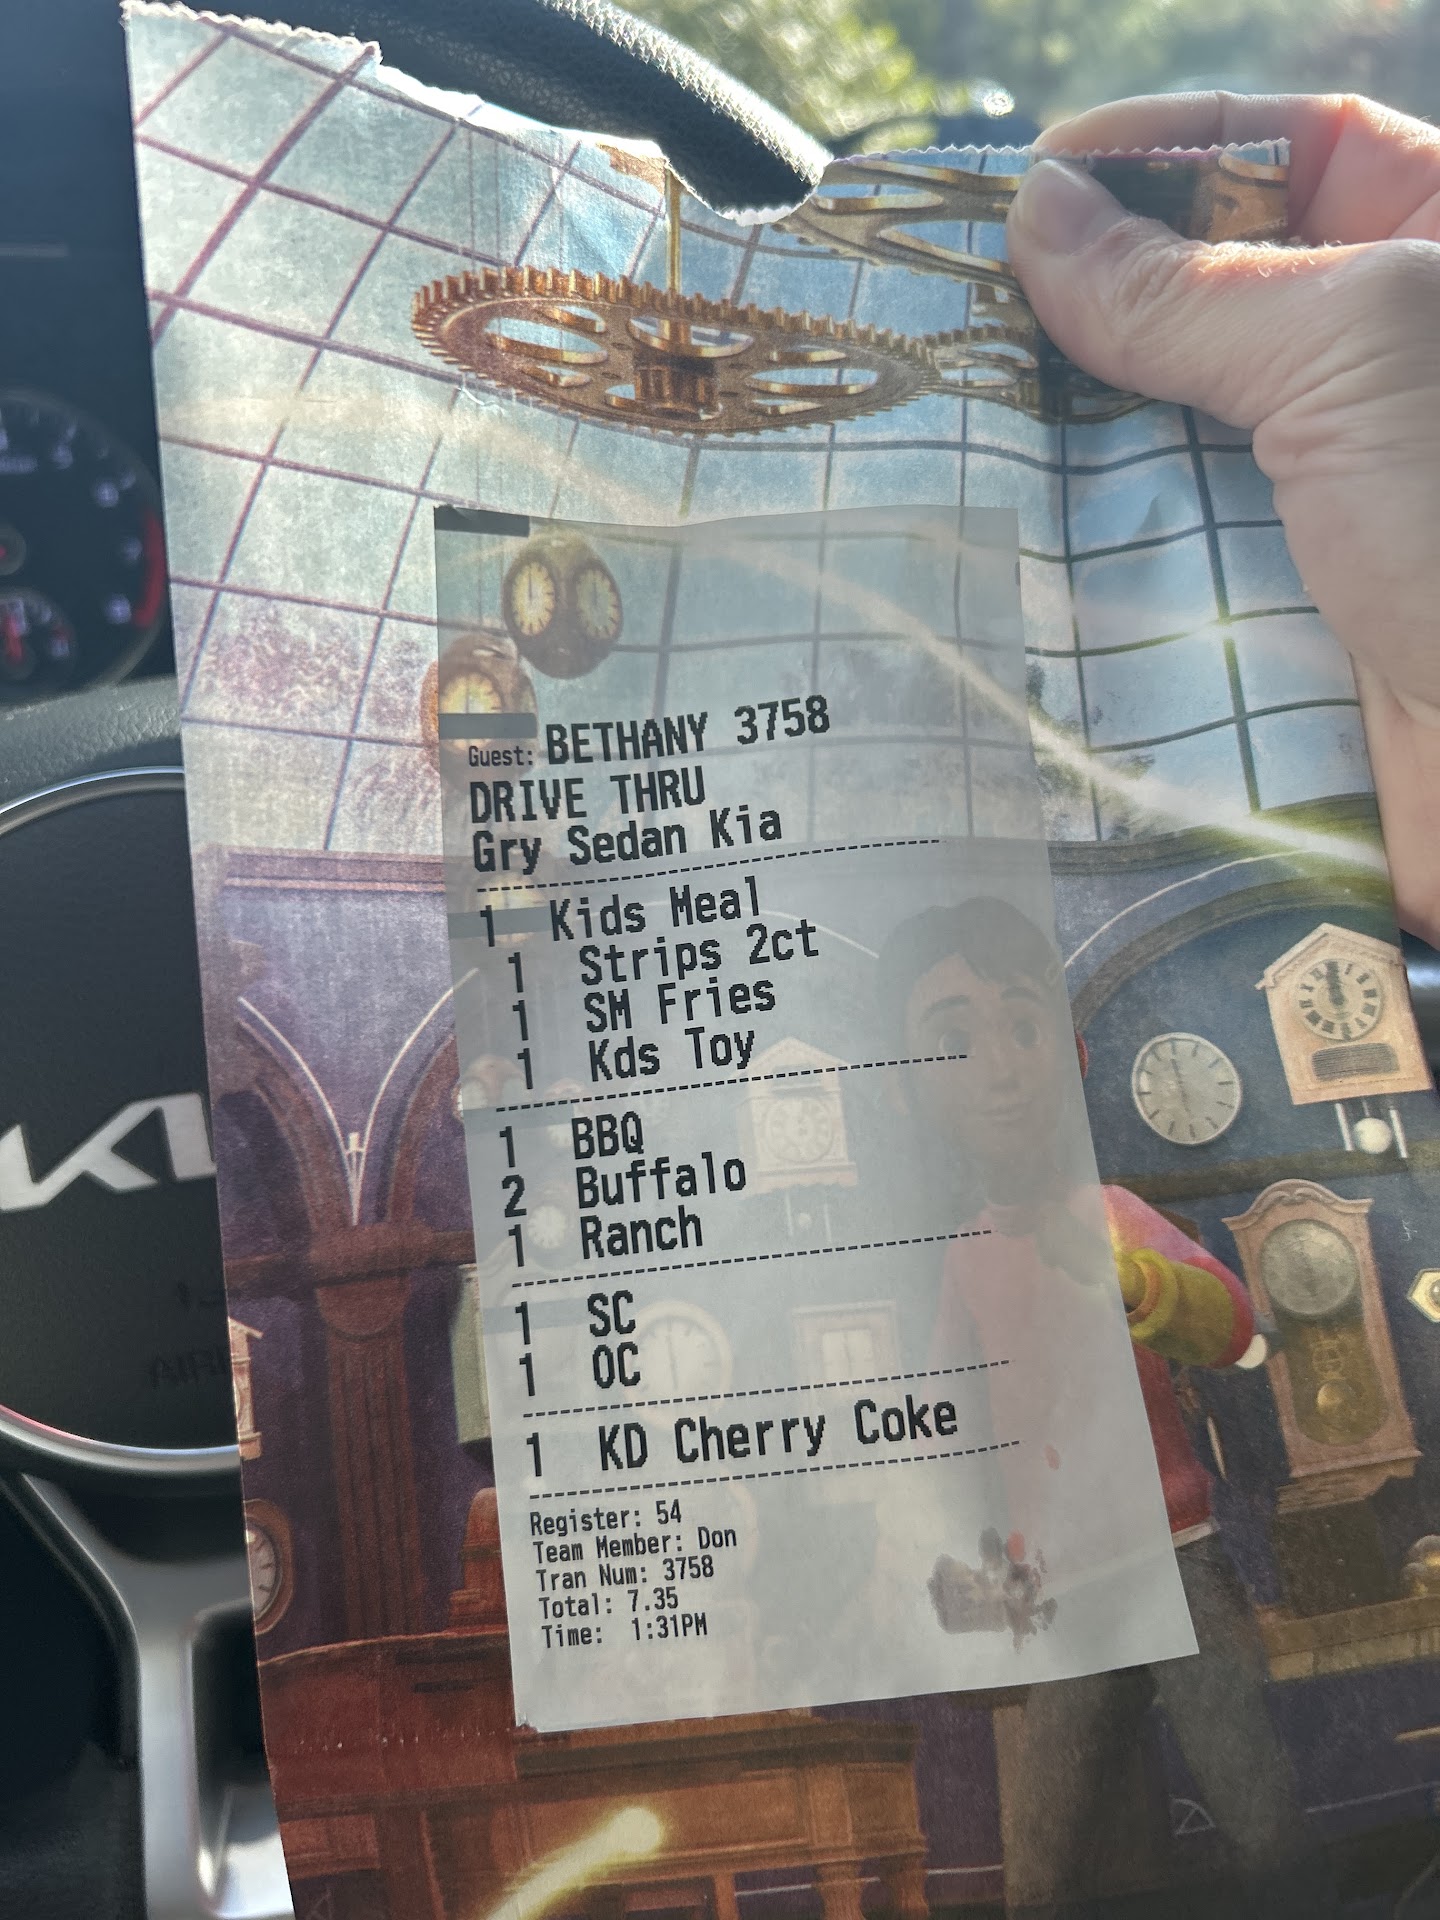 Guest: BETHANY 3758
DRIVE THRU
Gry Sedan Kia
1 Kids Meal
1 Strips 2ct
1 SM Fries
1 Kds Toy
1 BBQ
2 Buffalo
1 Ranch
1 SC
1 OC
1 KD Cherry Coke
Register: 54
Team Member: Don
Tran Num: 3758
Total: 7.35
Time: 1:31PM